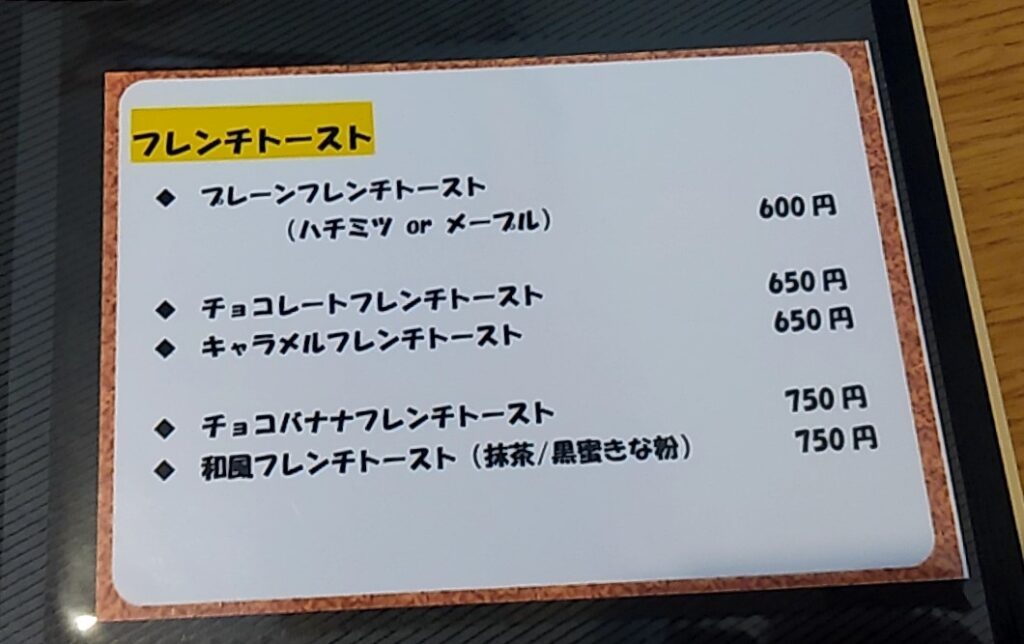 フレンチトースト
◆ プレーンフレンチトースト
（ハチミツ or メープル） 600円
◆ チョコレートフレンチトースト 650円
◆ キャラメルフレンチトースト 650円
◆ チョコバナナフレンチトースト 750円
◆ 和風フレンチトースト（抹茶/黒蜜きな粉） 750円